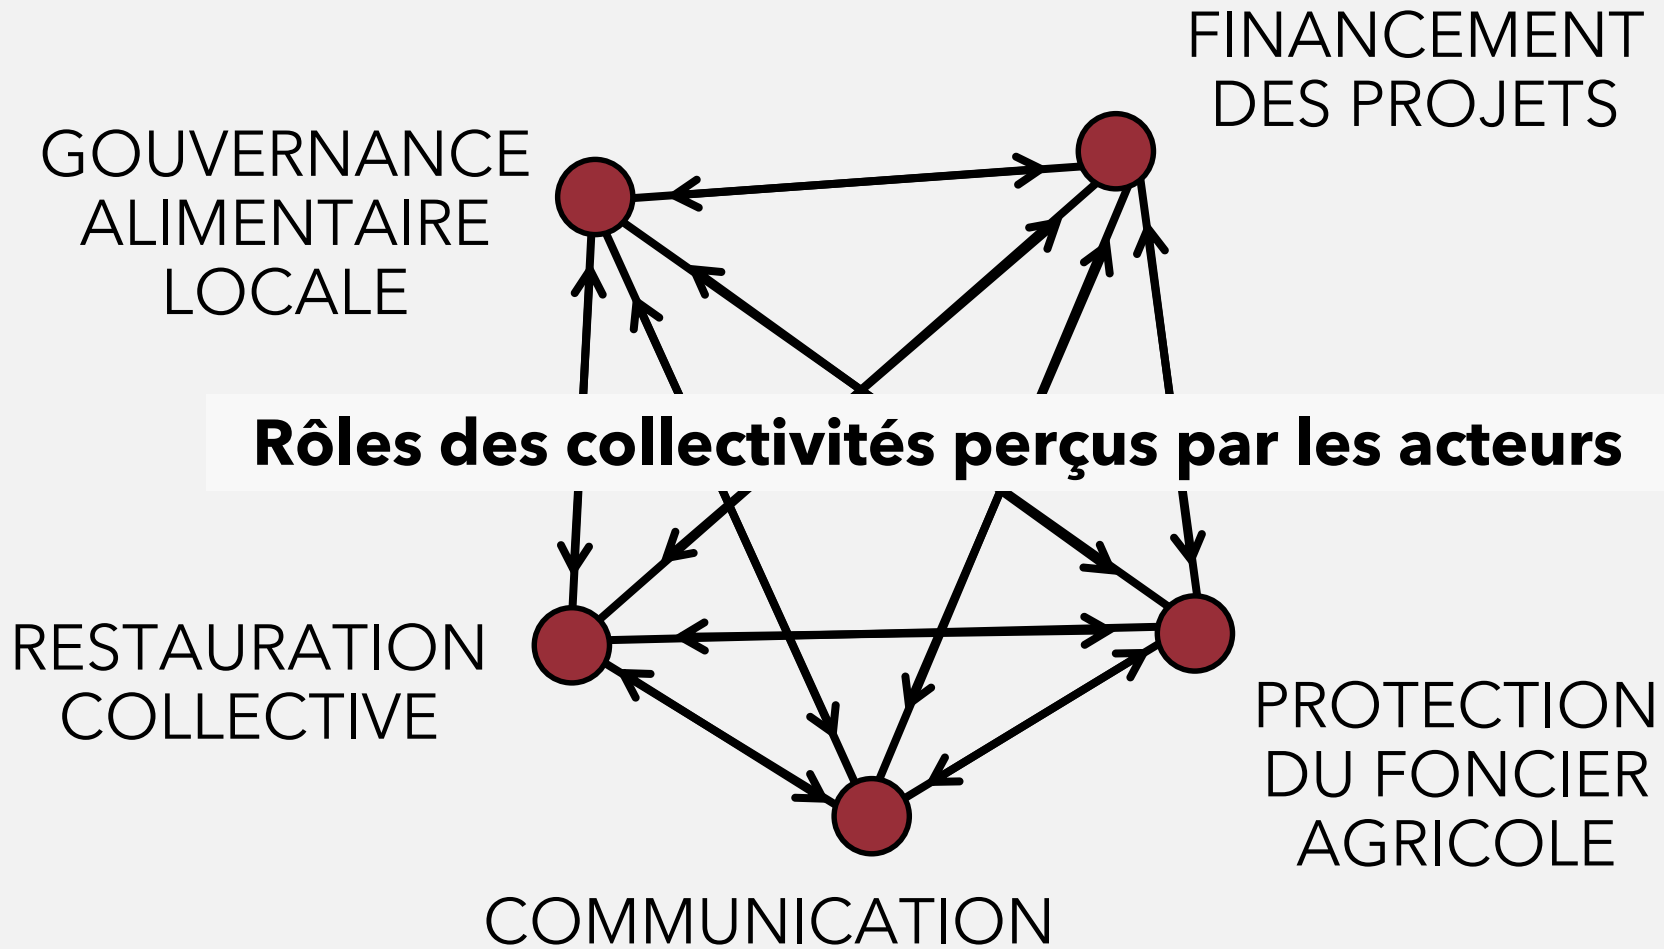 FINANCEMENT
DES PROJETS
GOUVERNANCE
ALIMENTAIRE
LOCALE
Rôles des collectivités perçus par les acteurs
RESTAURATION
COLLECTIVE
PROTECTION
DU FONCIER
AGRICOLE
COMMUNICATION